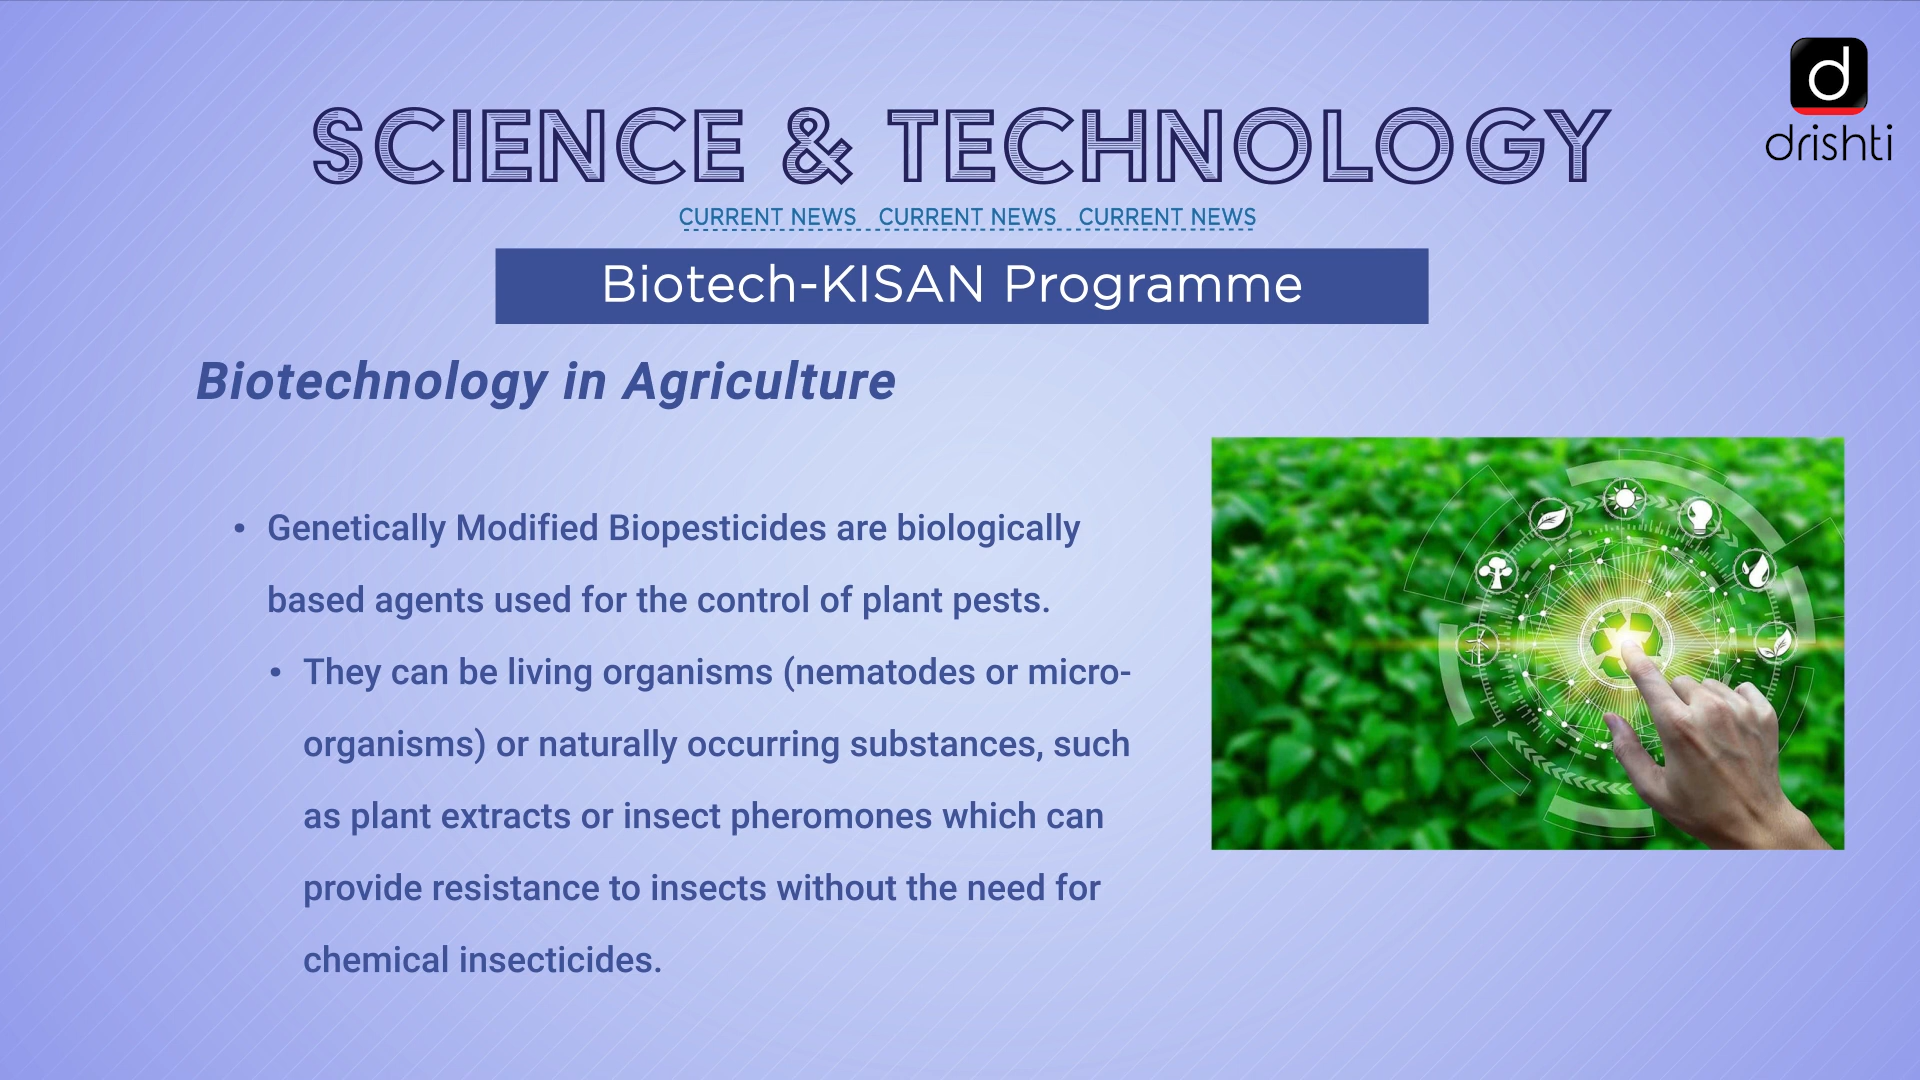 d
drishti
SCIENCE & TECHNOLOGY
CURRENT NEWS CURRENT NEWS CURRENT NEWS
Biotech-KISAN Programme
Biotechnology in Agriculture
• Genetically Modified Biopesticides are biologically
based agents used for the control of plant pests.
• They can be living organisms (nematodes or micro-
organisms) or naturally occurring substances, such
as plant extracts or insect pheromones which can
provide resistance to insects without the need for
chemical insecticides.